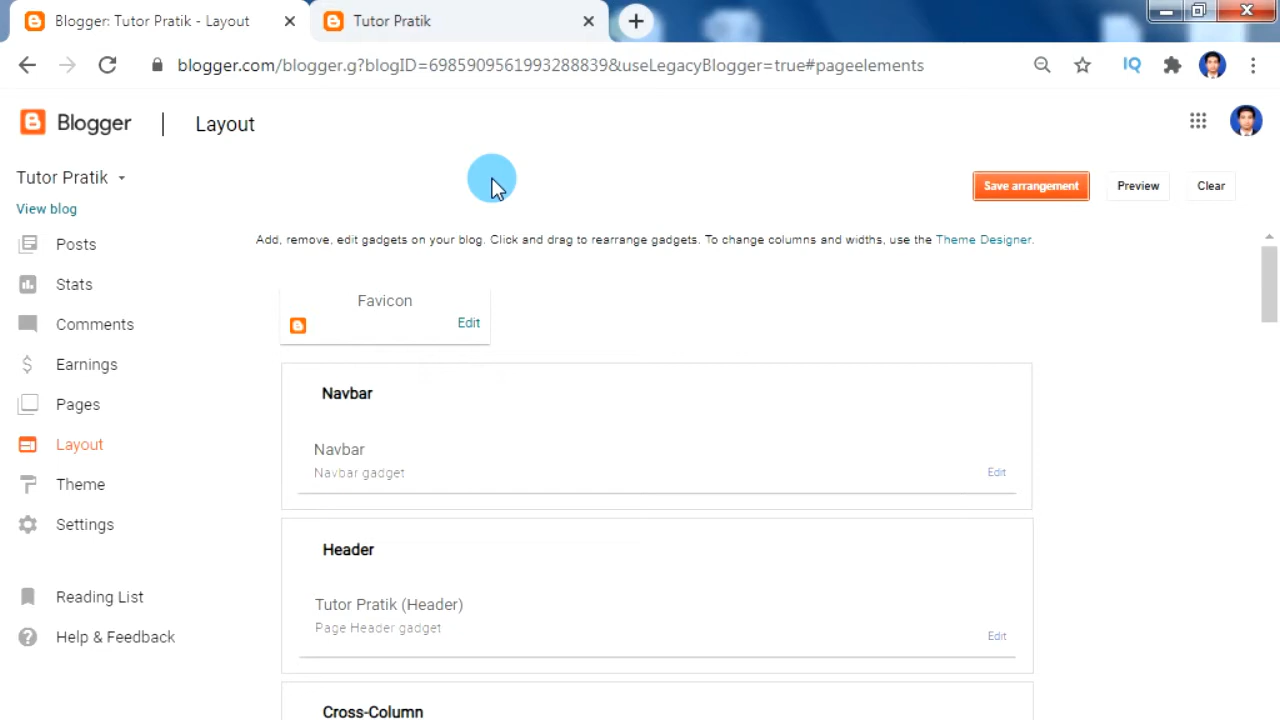 Blogger: Tutor Pratik - Layout
Tutor Pratik
blogger.com/blogger.g?blogID=6985909561993288839&useLegacyBlogger=true#pageelements
IQ
Blogger | Layout
Tutor Pratik
Save arrangement
Preview
Clear
View blog
Add, remove, edit gadgets on your blog. Click and drag to rearrange gadgets. To change columns and widths, use the Theme Designer.
Posts
Stats
Comments
Earnings
Pages
Layout
Theme
Settings
Reading List
Help & Feedback
Favicon
Edit
Navbar
Navbar
Navbar gadget
Edit
Header
Tutor Pratik (Header)
Page Header gadget
Edit
Cross-Column